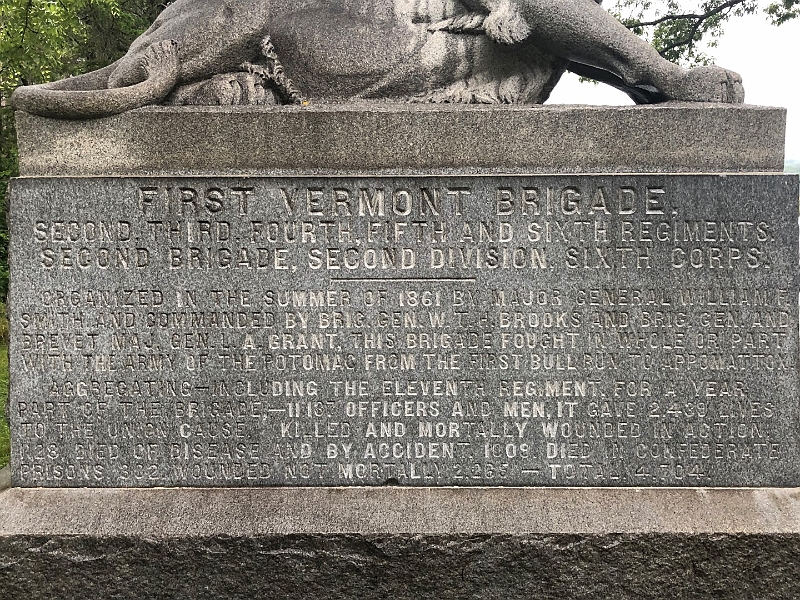 FIRST VERMONT BRIGADE.
SECOND, THIRD, FOURTH, FIFTH AND SIXTH REGIMENTS.
SECOND BRIGADE, SECOND DIVISION, SIXTH CORPS.
ORGANIZED IN THE SUMMER OF 1861 BY MAJOR GENERAL WILLIAM F.
SMITH, AND COMMANDED BY BRIG. GEN. W. T. H. BROOKS AND BRIG. GEN. AND
BREVET MAJ. GEN. L. A. GRANT, THIS BRIGADE FOUGHT IN WHOLE OR PART
WITH THE ARMY OF THE POTOMAC FROM THE FIRST BULL RUN TO APPOMATTOX.
AGGREGATING—INCLUDING THE ELEVENTH REGIMENT, FOR A YEAR
PART OF THE BRIGADE,— 11137 OFFICERS AND MEN, IT GAVE 2,439 LIVES
TO THE UNION CAUSE. KILLED AND MORTALLY WOUNDED IN ACTION,
1128, DIED OF DISEASE AND BY ACCIDENT, 1009, DIED IN CONFEDERATE
PRISONS, 302, WOUNDED NOT MORTALLY, 2,265 — TOTAL, 4,704.